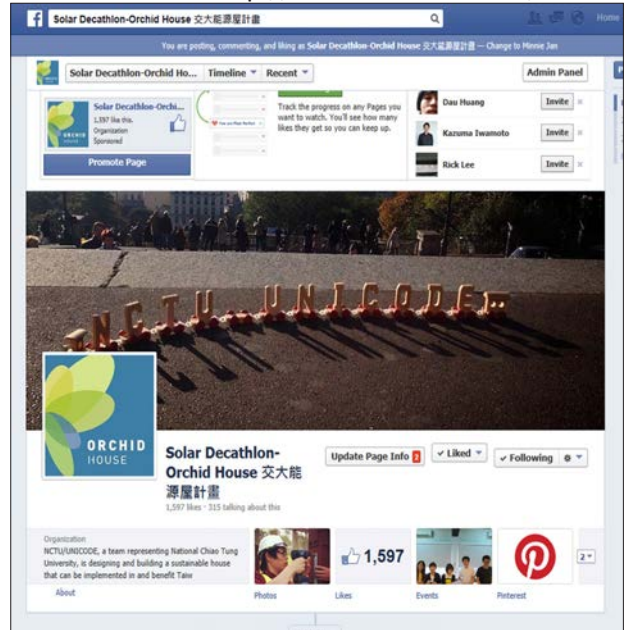 Solar Decathlon-Orchid House 交大能源屋計畫
Home
You are posting, commenting, and liking as Solar Decathlon-Orchid House 交大能源屋計畫 — Change to Minnie Jan
Solar Decathlon-Orchid Ho... Timeline Recent Admin Panel
Solar Decathlon-Orchi...
1,597 like this.
Organization
Sponsored
Promote Page
Track the progress on any Pages you
want to watch. You'll see how many
likes they get so you can keep up.
Dau Huang Invite
Kazuma Iwamoto Invite
Rick Lee Invite
NCTU UNICODE
ORCHID
HOUSE
Solar Decathlon-
Orchid House 交大能
源屋計畫
1,597 likes · 315 talking about this
Update Page Info 2 Liked Following
Organization
NCTU/UNICODE, a team representing National Chiao Tung
University, is designing and building a sustainable house
that can be implemented in and benefit Taiw
About
1,597
2
Photos Likes Events Pinterest